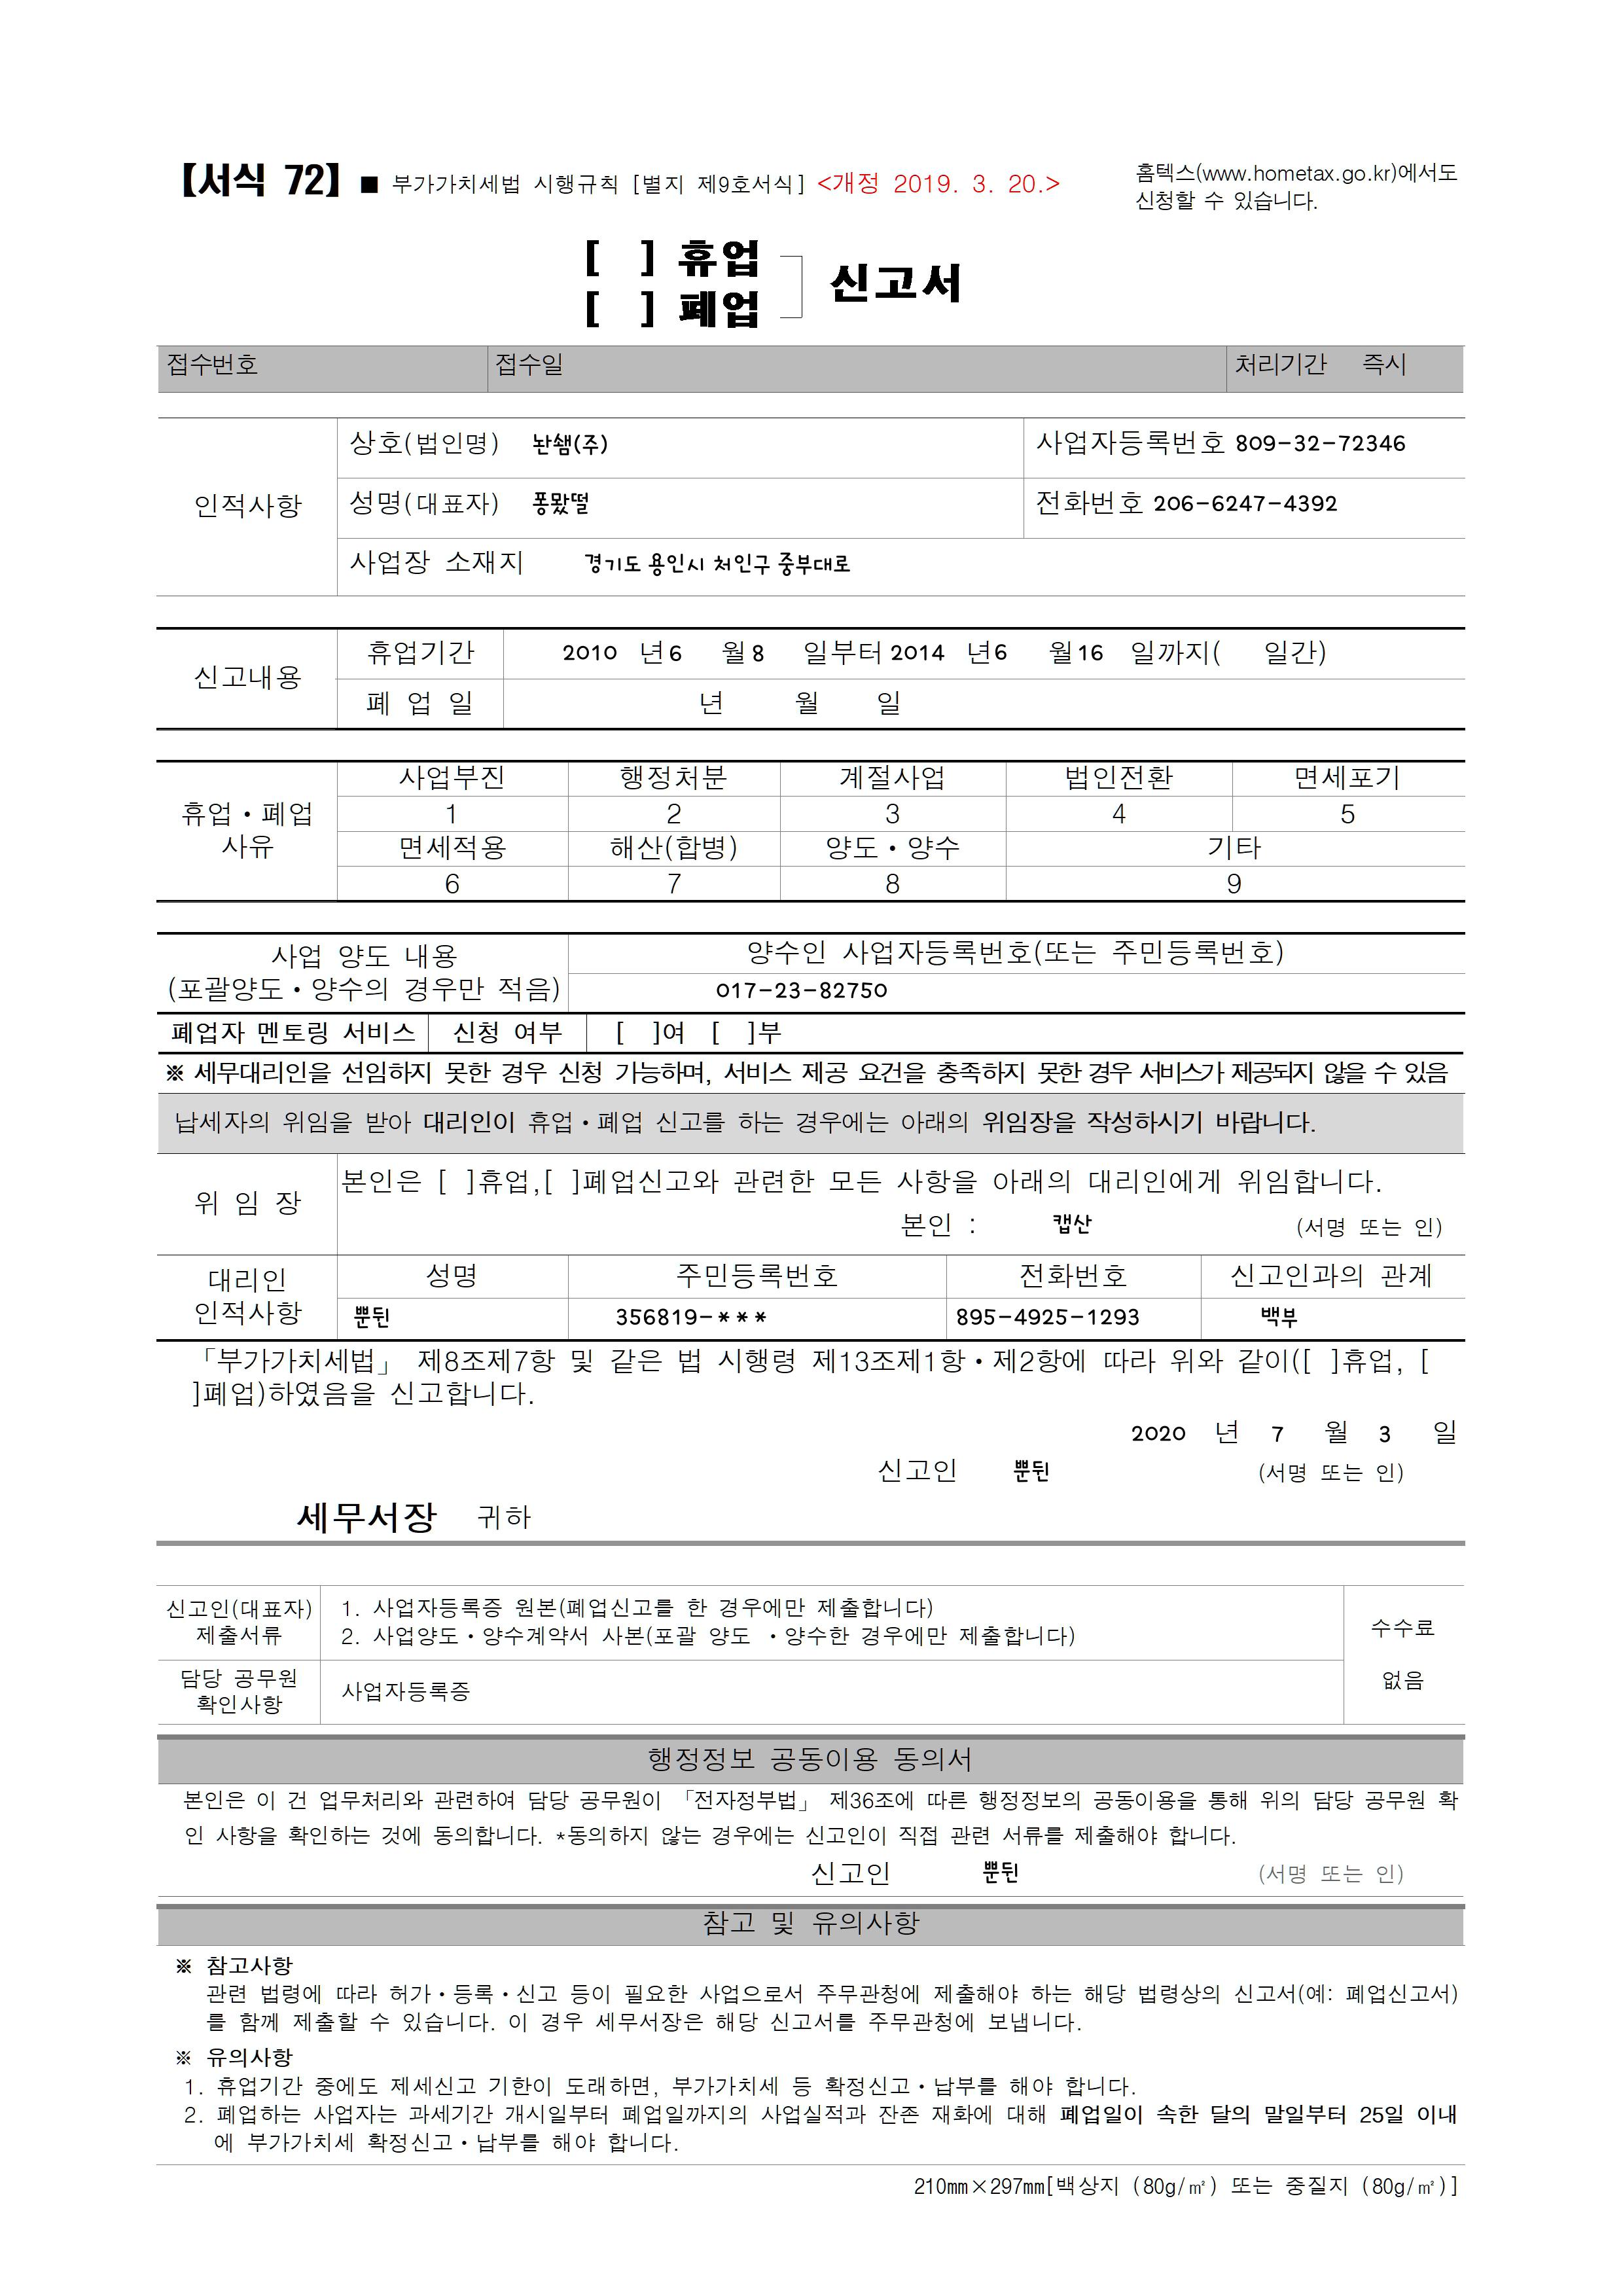 【서식 72】 ■ 부가가치세법 시행규칙 [별지 제9호서식] <개정 2019. 3. 20.>
홈텍스(www.hometax.go.kr)에서도
신청할 수 있습니다.
[ ] 휴업
[ ] 폐업
신고서
접수번호 접수일 처리기간 즉시
인적사항
상호(법인명) 놘쇔(주) 사업자등록번호 809-32-72346
성명(대표자) 퐁뫘떨 전화번호 206-6247-4392
사업장 소재지 경기도 용인시 처인구 중부대로
신고내용
휴업기간 2010 년 6 월 8 일부터 2014 년 6 월 16 일까지( 일간)
폐 업 일 년 월 일
휴업·폐업
사유
사업부진 행정처분 계절사업 법인전환 면세포기
1 2 3 4 5
면세적용 해산(합병) 양도·양수 기타
6 7 8 9
사업 양도 내용
(포괄양도·양수의 경우만 적음)
양수인 사업자등록번호(또는 주민등록번호)
017-23-82750
폐업자 멘토링 서비스 신청 여부 [ ]여 [ ]부
※ 세무대리인을 선임하지 못한 경우 신청 가능하며, 서비스 제공 요건을 충족하지 못한 경우 서비스가 제공되지 않을 수 있음
납세자의 위임을 받아 대리인이 휴업·폐업 신고를 하는 경우에는 아래의 위임장을 작성하시기 바랍니다.
위 임 장
본인은 [ ]휴업,[ ]폐업신고와 관련한 모든 사항을 아래의 대리인에게 위임합니다.
본인 : 캡산 (서명 또는 인)
대리인
인적사항
성명 주민등록번호 전화번호 신고인과의 관계
뿐뒨 356819-*** 895-4925-1293 백부
「부가가치세법」 제8조제7항 및 같은 법 시행령 제13조제1항·제2항에 따라 위와 같이([ ]휴업, [
]폐업)하였음을 신고합니다.
2020 년 7 월 3 일
신고인 뿐뒨 (서명 또는 인)
세무서장 귀하
신고인(대표자)
제출서류
1. 사업자등록증 원본(폐업신고를 한 경우에만 제출합니다)
2. 사업양도·양수계약서 사본(포괄 양도 ·양수한 경우에만 제출합니다)
수수료
없음
담당 공무원
확인사항
사업자등록증
행정정보 공동이용 동의서
본인은 이 건 업무처리와 관련하여 담당 공무원이 「전자정부법」 제36조에 따른 행정정보의 공동이용을 통해 위의 담당 공무원 확
인 사항을 확인하는 것에 동의합니다. *동의하지 않는 경우에는 신고인이 직접 관련 서류를 제출해야 합니다.
신고인 뿐뒨 (서명 또는 인)
참고 및 유의사항
※ 참고사항
관련 법령에 따라 허가·등록·신고 등이 필요한 사업으로서 주무관청에 제출해야 하는 해당 법령상의 신고서(예: 폐업신고서)
를 함께 제출할 수 있습니다. 이 경우 세무서장은 해당 신고서를 주무관청에 보냅니다.
※ 유의사항
1. 휴업기간 중에도 제세신고 기한이 도래하면, 부가가치세 등 확정신고·납부를 해야 합니다.
2. 폐업하는 사업자는 과세기간 개시일부터 폐업일까지의 사업실적과 잔존 재화에 대해 폐업일이 속한 달의 말일부터 25일 이내
에 부가가치세 확정신고·납부를 해야 합니다.
210㎜×297㎜[백상지 (80g/㎡) 또는 중질지 (80g/㎡)]